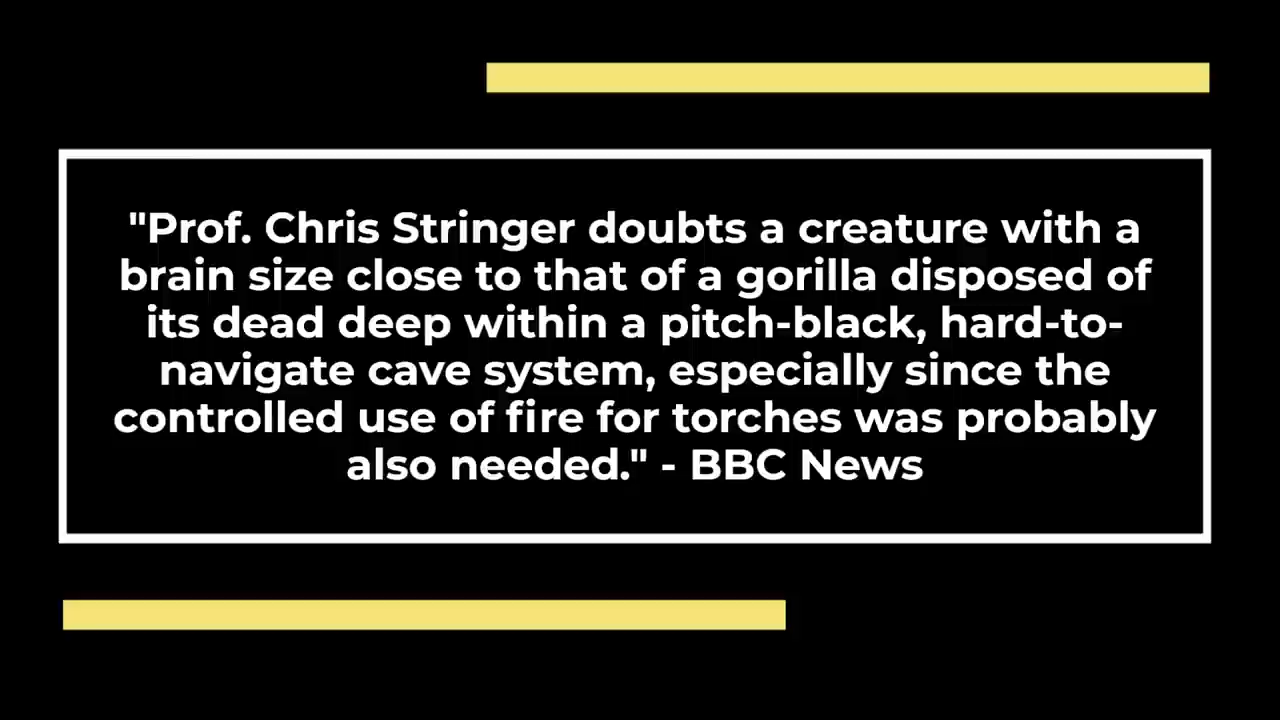 "Prof. Chris Stringer doubts a creature with a
brain size close to that of a gorilla disposed of
its dead deep within a pitch-black, hard-to-
navigate cave system, especially since the
controlled use of fire for torches was probably
also needed." - BBC News